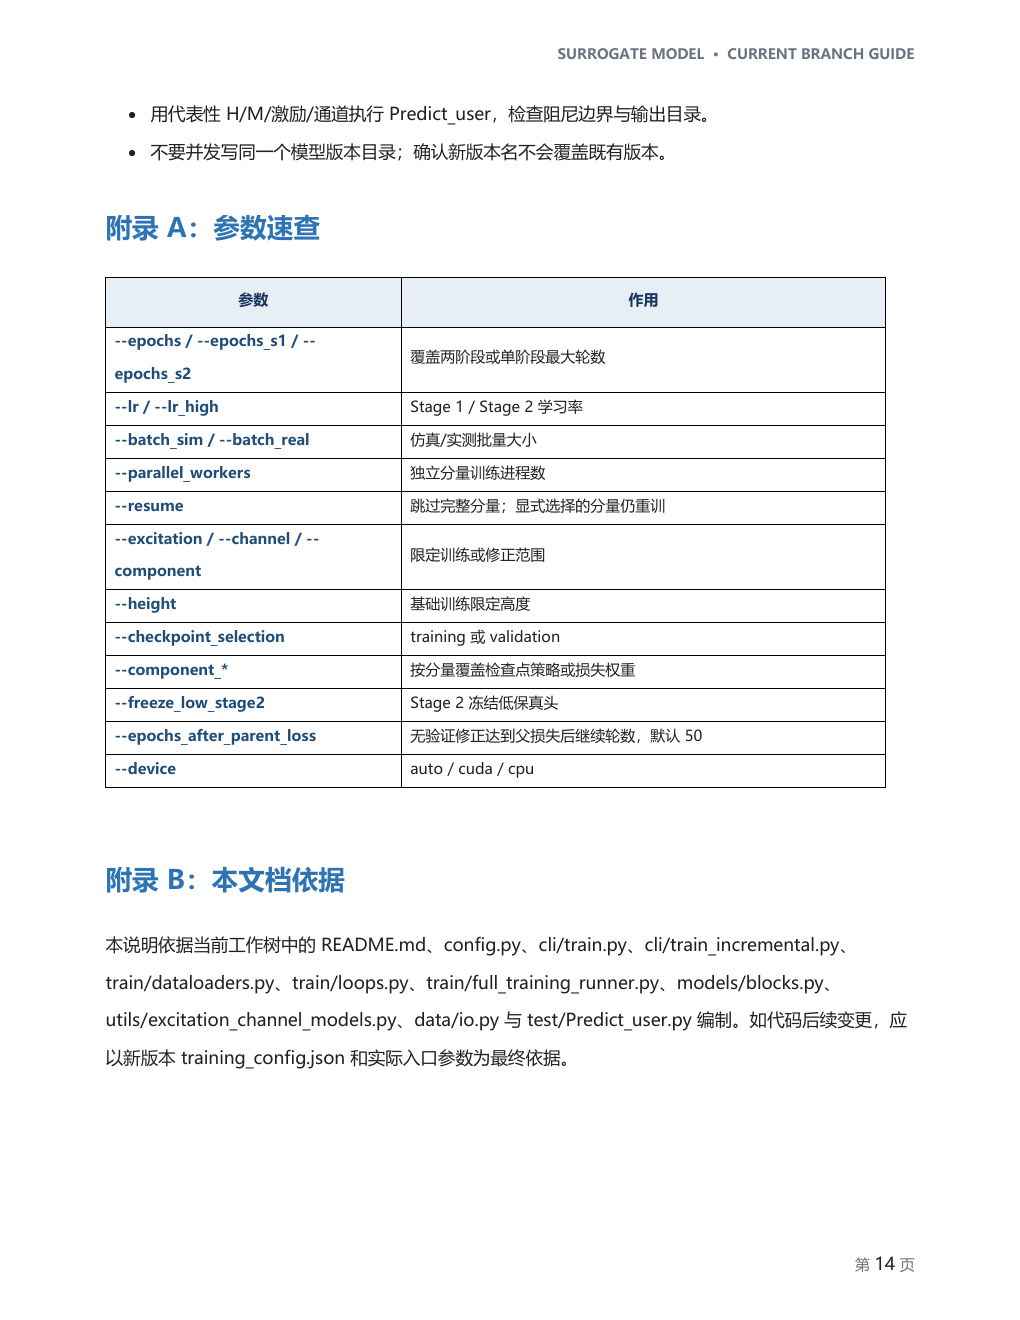 SURROGATE MODEL • CURRENT BRANCH GUIDE
• 用代表性 H/M/激励/通道执行 Predict_user，检查阻尼边界与输出目录。
• 不要并发写同一个模型版本目录；确认新版本名不会覆盖既有版本。
附录 A：参数速查
参数 作用
--epochs / --epochs_s1 / --
epochs_s2
覆盖两阶段或单阶段最大轮数
--lr / --lr_high Stage 1 / Stage 2 学习率
--batch_sim / --batch_real 仿真/实测批量大小
--parallel_workers 独立分量训练进程数
--resume 跳过完整分量；显式选择的分量仍重训
--excitation / --channel / --
component
限定训练或修正范围
--height 基础训练限定高度
--checkpoint_selection training 或 validation
--component_* 按分量覆盖检查点策略或损失权重
--freeze_low_stage2 Stage 2 冻结低保真头
--epochs_after_parent_loss 无验证修正达到父损失后继续轮数，默认 50
--device auto / cuda / cpu
附录 B：本文档依据
本说明依据当前工作树中的 README.md、config.py、cli/train.py、cli/train_incremental.py、
train/dataloaders.py、train/loops.py、train/full_training_runner.py、models/blocks.py、
utils/excitation_channel_models.py、data/io.py 与 test/Predict_user.py 编制。如代码后续变更，应
以新版本 training_config.json 和实际入口参数为最终依据。
第 14 页